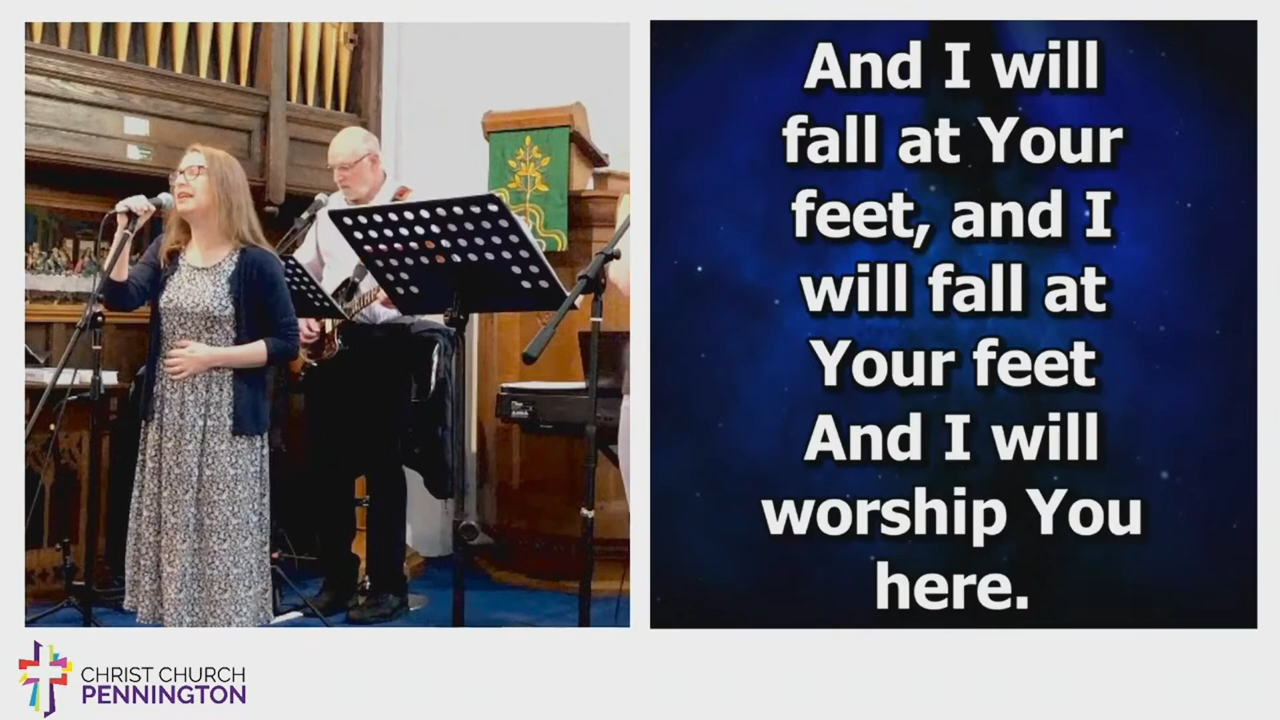 And I will
fall at Your
feet, and I
will fall at
Your feet
And I will
worship You
here.
CHRIST CHURCH
PENNINGTON